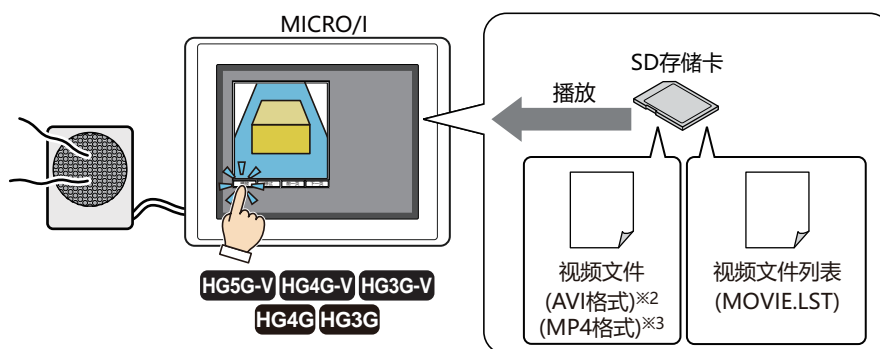 MICRO/I
SD存储卡
播放
HG5G-V HG4G-V HG3G-V
HG4G HG3G
视频文件
(AVI格式)※2
(MP4格式)※3
视频文件列表
(MOVIE.LST)